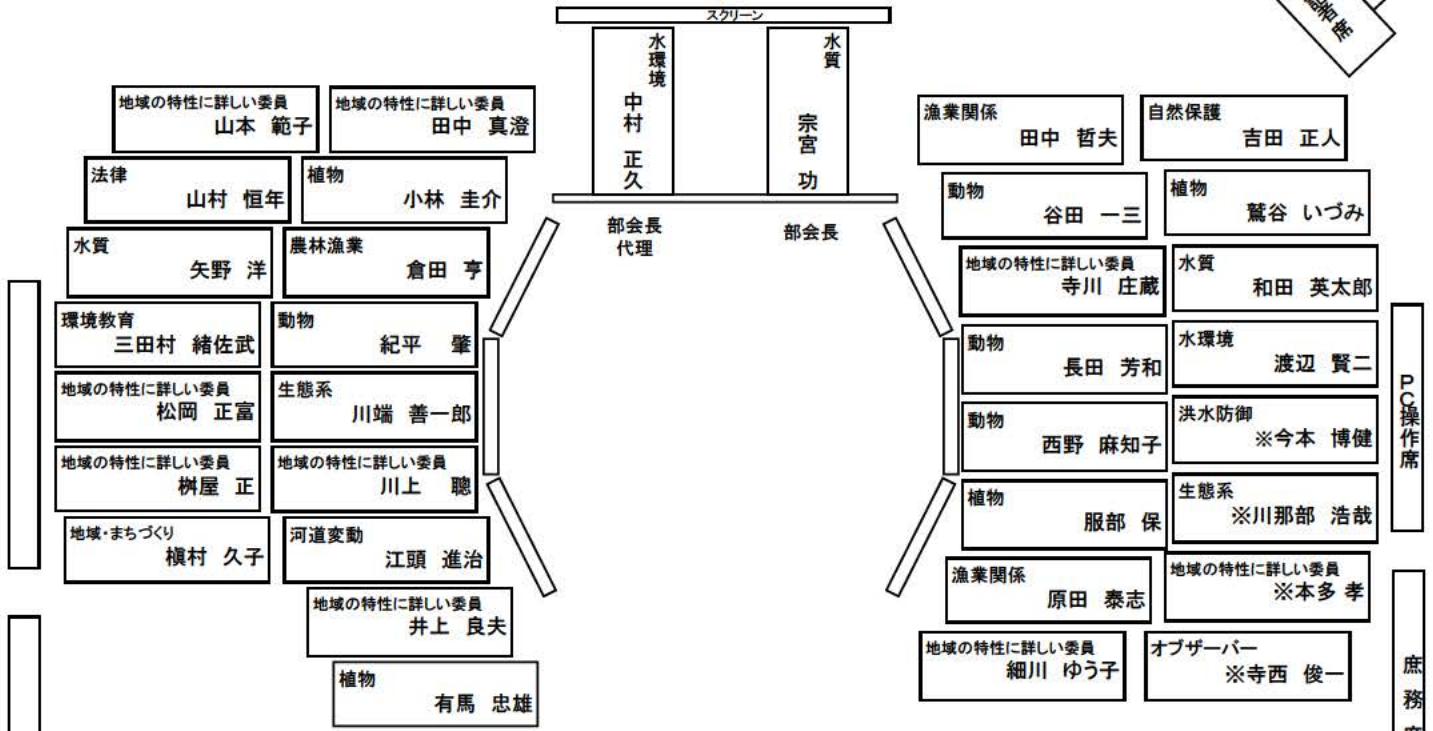 スクリーン
水環境
中村 正久
水質
宗宮 功
部会長
代理
部会長
者席
地域の特性に詳しい委員
山本 範子
地域の特性に詳しい委員
田中 真澄
法律
山村 恒年
植物
小林 圭介
水質
矢野 洋
農林漁業
倉田 亨
環境教育
三田村 緒佐武
動物
紀平 肇
地域の特性に詳しい委員
松岡 正富
生態系
川端 善一郎
地域の特性に詳しい委員
桝屋 正
地域の特性に詳しい委員
川上 聰
地域・まちづくり
槇村 久子
河道変動
江頭 進治
地域の特性に詳しい委員
井上 良夫
植物
有馬 忠雄
漁業関係
田中 哲夫
自然保護
吉田 正人
動物
谷田 一三
植物
鷲谷 いづみ
地域の特性に詳しい委員
寺川 庄蔵
水質
和田 英太郎
動物
長田 芳和
水環境
渡辺 賢二
動物
西野 麻知子
洪水防御
※今本 博健
植物
服部 保
生態系
※川那部 浩哉
漁業関係
原田 泰志
地域の特性に詳しい委員
※本多 孝
地域の特性に詳しい委員
細川 ゆう子
オブザーバー
※寺西 俊一
PC操作席
庶務